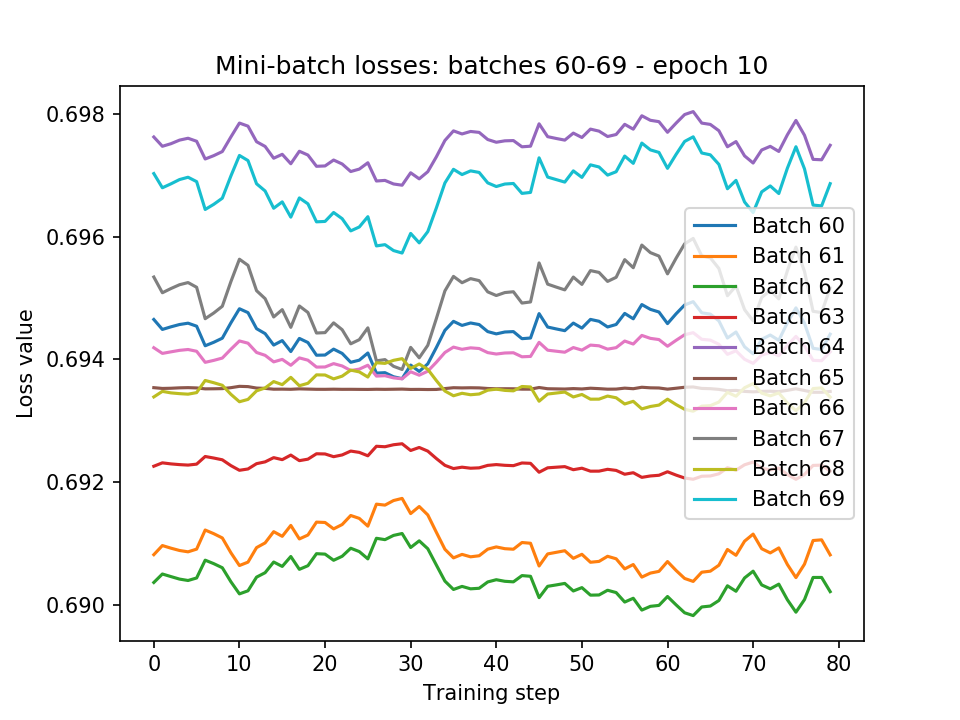 Mini-batch losses: batches 60-69 - epoch 10
Loss value
0.698
0.696
0.694
0.692
0.690
Batch 60
Batch 61
Batch 62
Batch 63
Batch 64
Batch 65
Batch 66
Batch 67
Batch 68
Batch 69
0 10 20 30 40 50 60 70 80
Training step